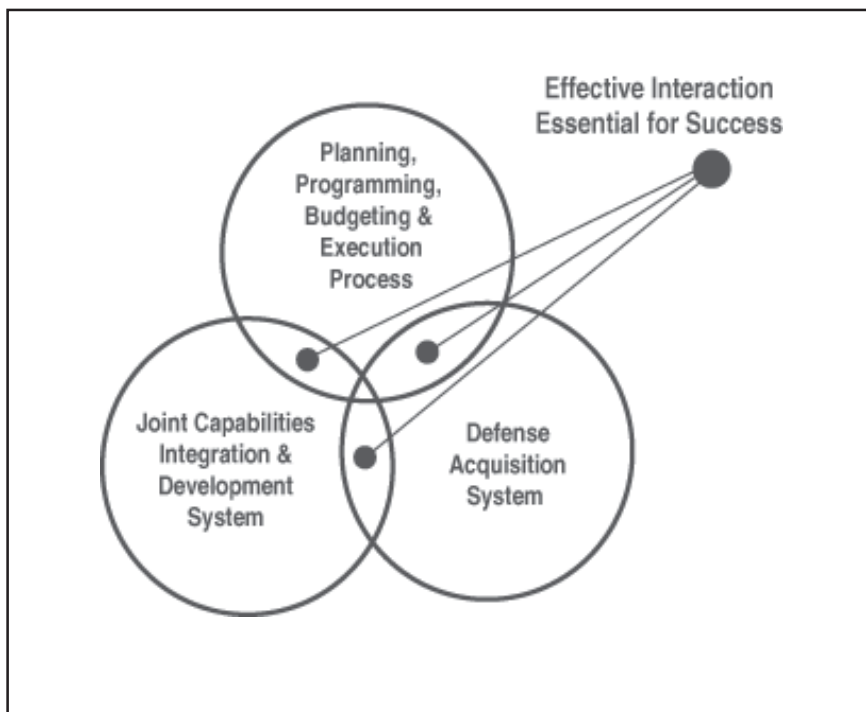 Effective Interaction
Essential for Success
Planning,
Programming,
Budgeting &
Execution
Process
Joint Capabilities
Integration &
Development
System
Defense
Acquisition
System